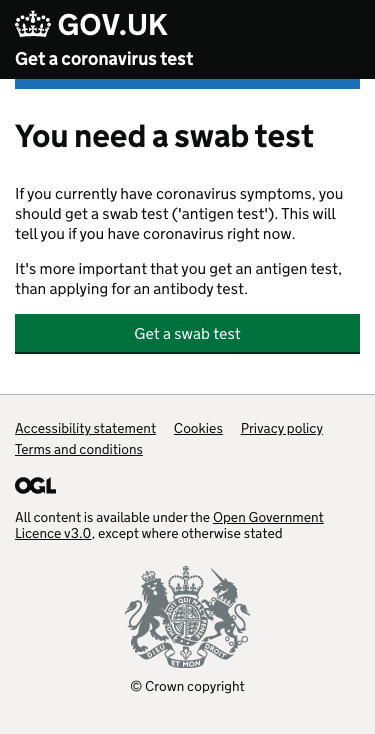 GOV.UK
Get a coronavirus test
You need a swab test
If you currently have coronavirus symptoms, you
should get a swab test ('antigen test'). This will
tell you if you have coronavirus right now.
It's more important that you get an antigen test,
than applying for an antibody test.
Get a swab test
Accessibility statement Cookies Privacy policy
Terms and conditions
OGL
All content is available under the Open Government
Licence v3.0, except where otherwise stated
DIEU ET MON
© Crown copyright